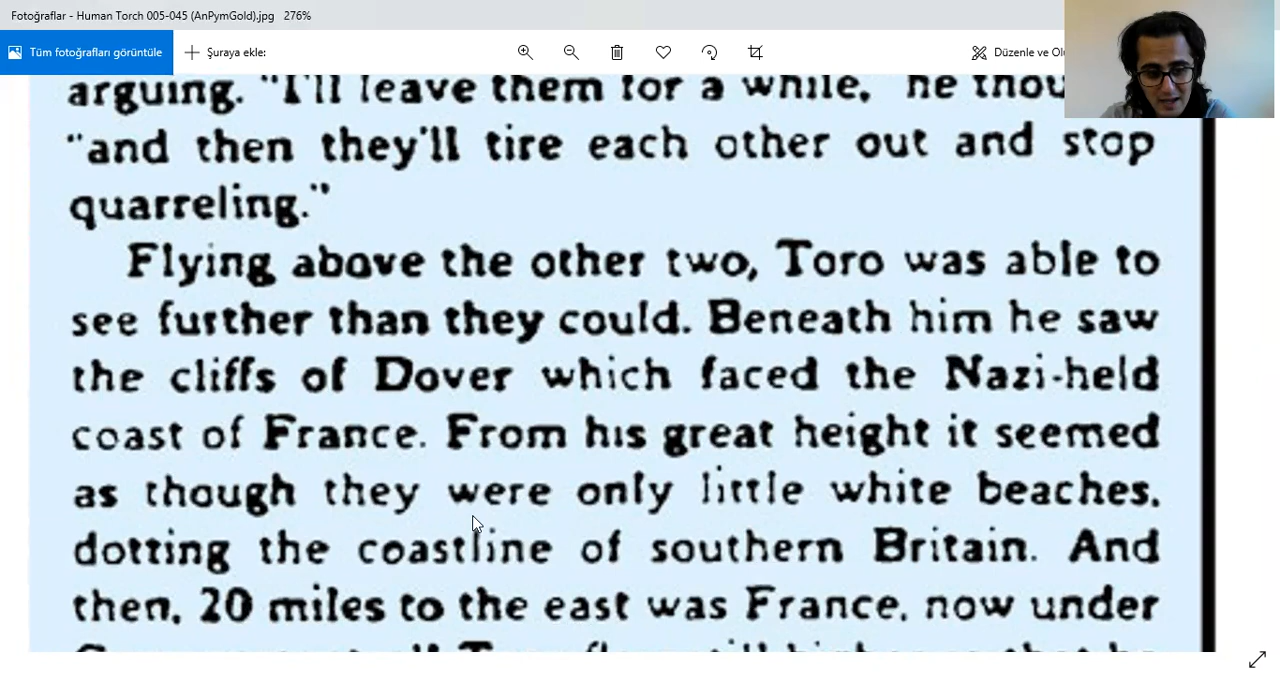 Fotoğraflar - Human Torch 005-045 (AnPymGold).jpg 276%
Tüm fotoğrafları görüntüle
Şuraya ekle:
Düzenle ve
arguing. "I'll leave them for a while," he
"and then they'll tire each other out and stop
quarreling."
Flying above the other two, Toro was able to
see further than they could. Beneath him he saw
the cliffs of Dover which faced the Nazi-held
coast of France. From his great height it seemed
as though they were only little white beaches,
dotting the coastline of southern Britain. And
then, 20 miles to the east was France, now under